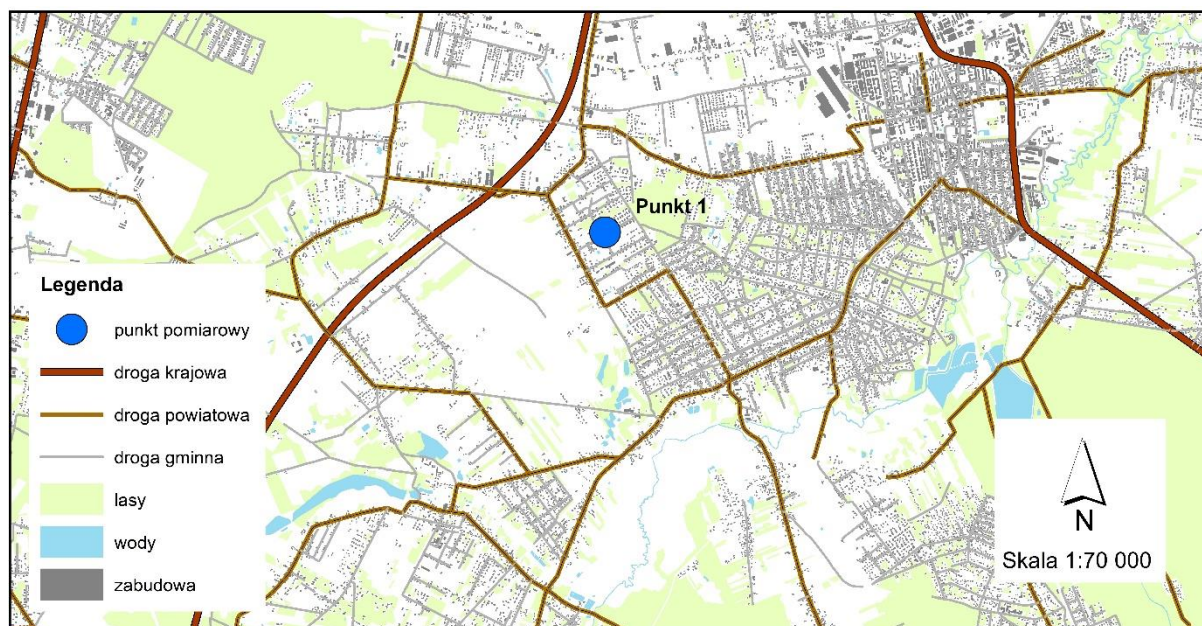 Punkt 1
Legenda
punkt pomiarowy
droga krajowa
droga powiatowa
droga gminna
lasy
wody
zabudowa
N
Skala 1:70 000